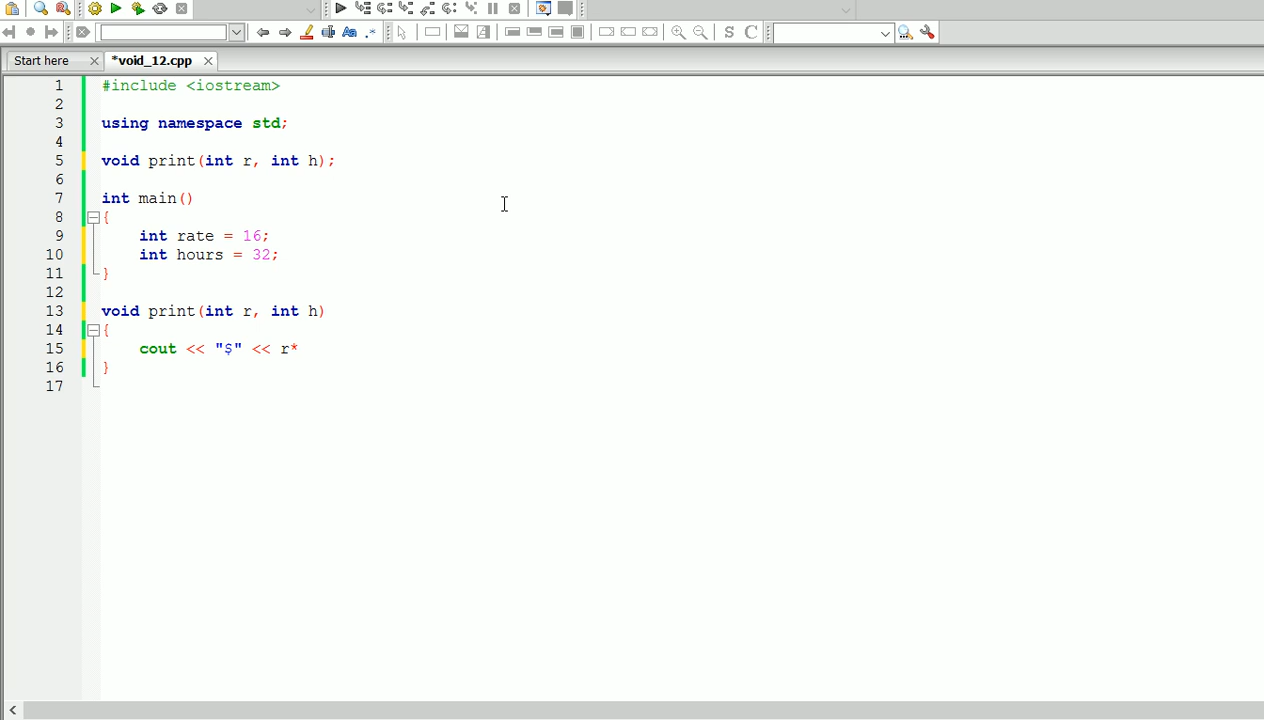 Start here
*void_12.cpp
1 #include <iostream>
2
3 using namespace std;
4
5 void print(int r, int h);
6
7 int main()
8 {
9 int rate = 16;
10 int hours = 32;
11 }
12
13 void print(int r, int h)
14 {
15 cout << "$" << r*
16 }
17